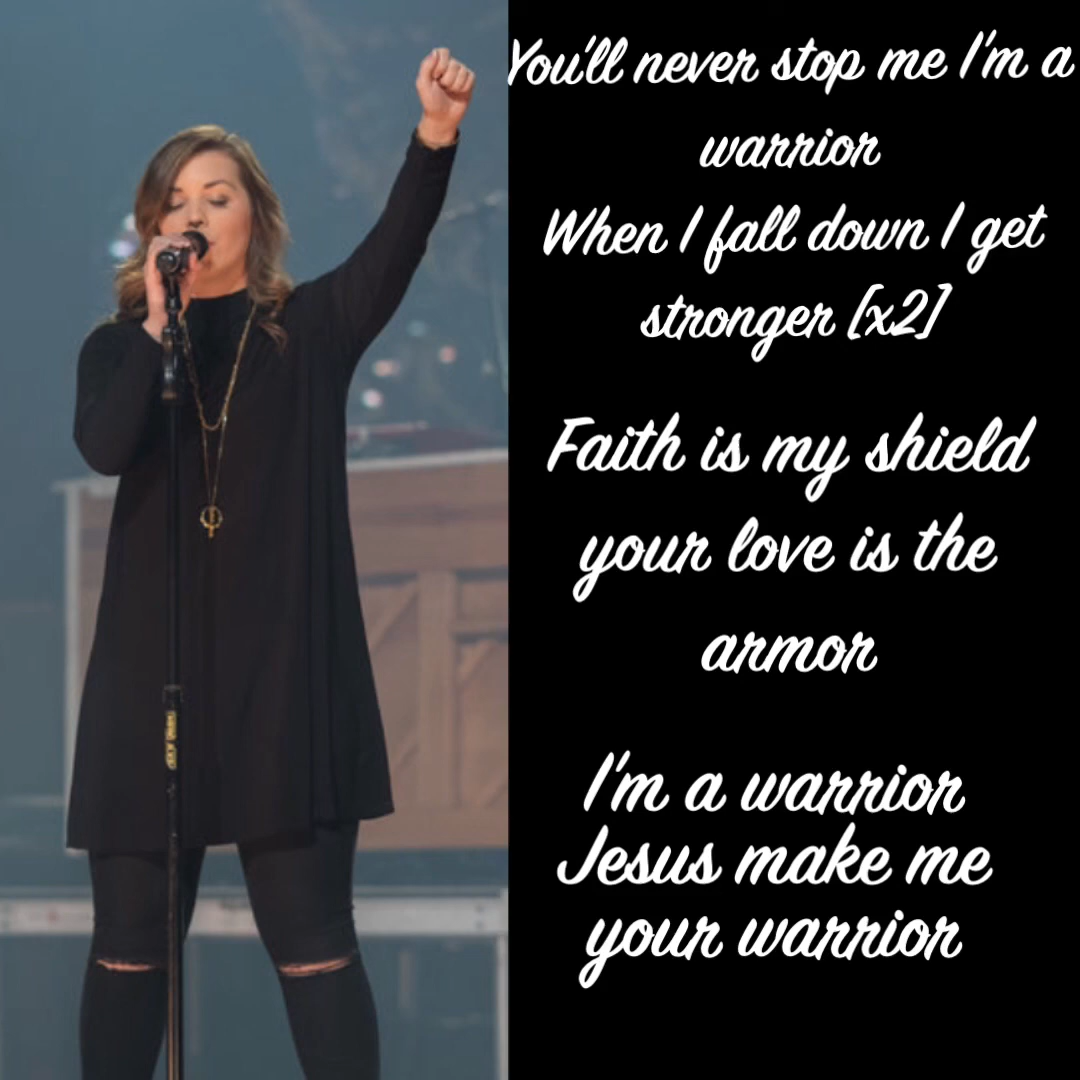 You'll never stop me I'm a
warrior
When I fall down I get
stronger [x2]
Faith is my shield
your love is the
armor
I'm a warrior
Jesus make me
your warrior